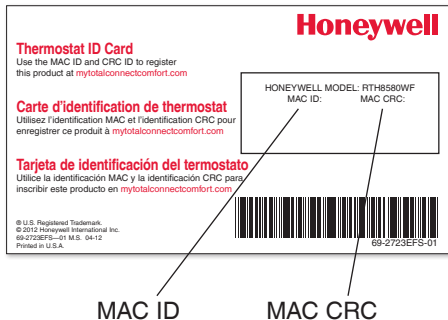 Honeywell
Thermostat ID Card
Use the MAC ID and CRC ID to register
this product at mytotalconnectcomfort.com
HONEYWELL MODEL: RTH8580WF
MAC ID: MAC CRC:
Carte d'identification de thermostat
Utilisez l'identification MAC et l'identification CRC pour
enregistrer ce produit à mytotalconnectcomfort.com
Tarjeta de identificación del termostato
Utilice la identificación MAC y la identificación CRC para
inscribir este producto en mytotalconnectcomfort.com
® U.S. Registered Trademark.
© 2012 Honeywell International Inc.
69-2723EFS—01 M.S. 04-12
Printed in U.S.A.
69-2723EFS-01
MAC ID MAC CRC